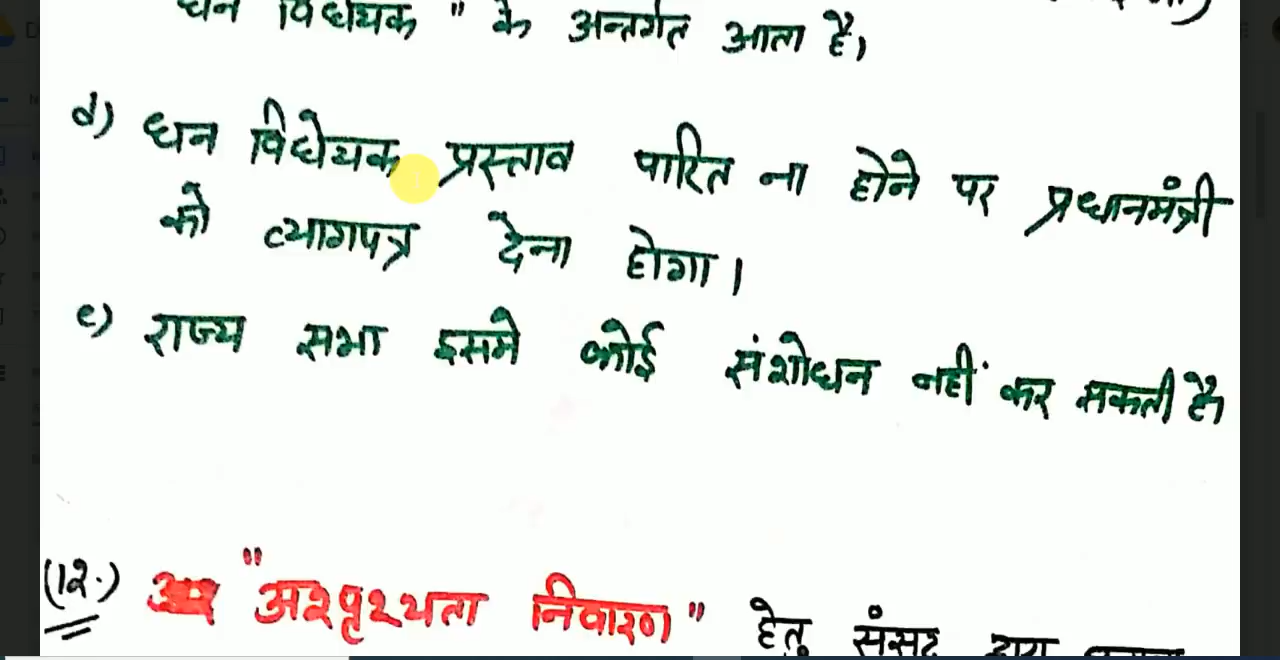 धन विधेयक " के अन्तर्गत आता है,
d) धन विधेयक प्रस्ताव पारित ना होने पर प्रधानमंत्री
को त्यागपत्र देना होगा।
e) राज्य सभा इसमे कोई संशोधन नहीं कर सकती है
(12.) "अस्पृश्यता निवारण" हेतु संसद द्वारा